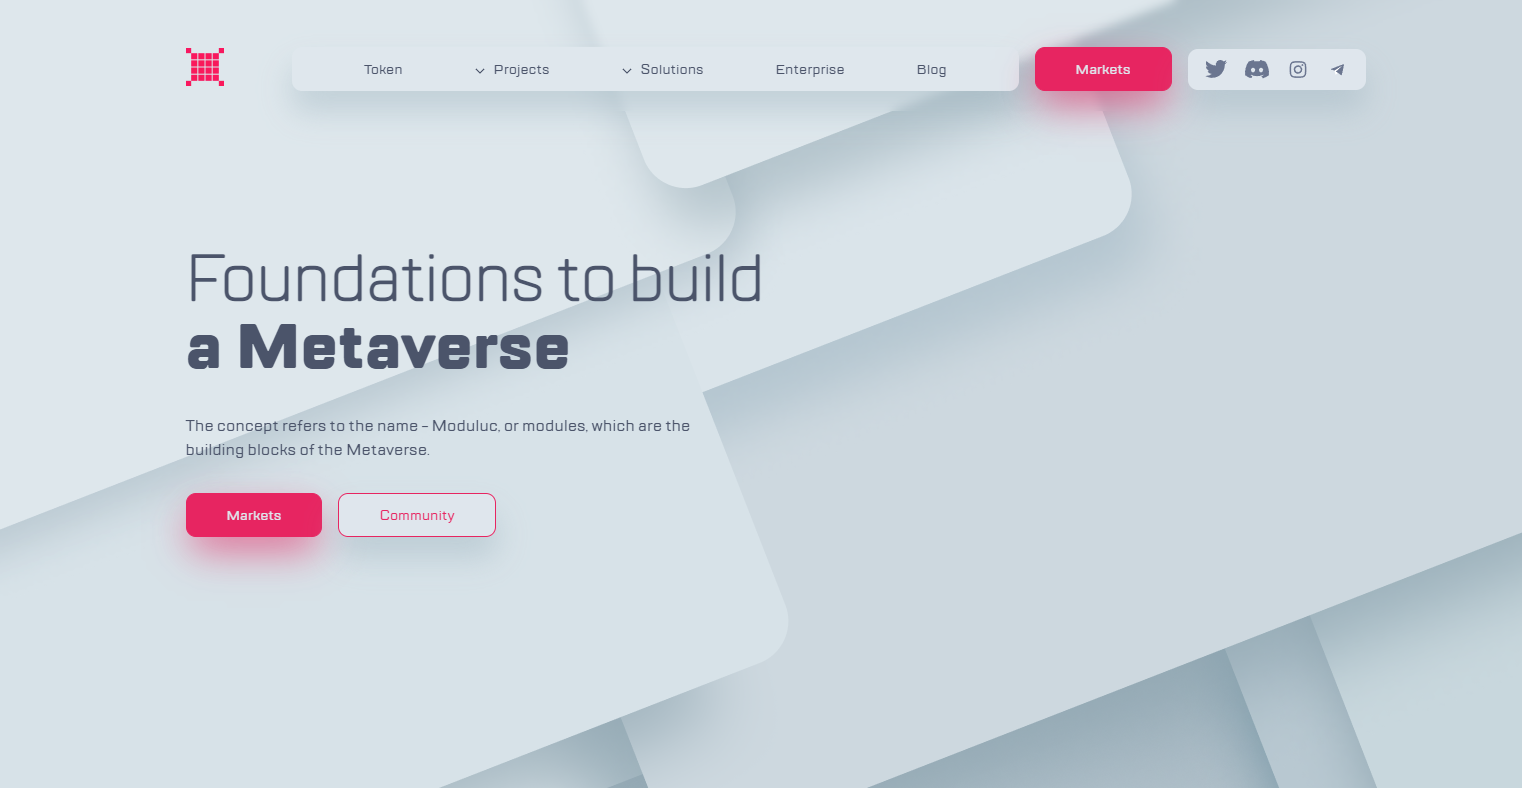 Token
Projects
Solutions
Enterprise
Blog
Markets
Foundations to build
a Metaverse
The concept refers to the name – Moduluc, or modules, which are the
building blocks of the Metaverse.
Markets
Community